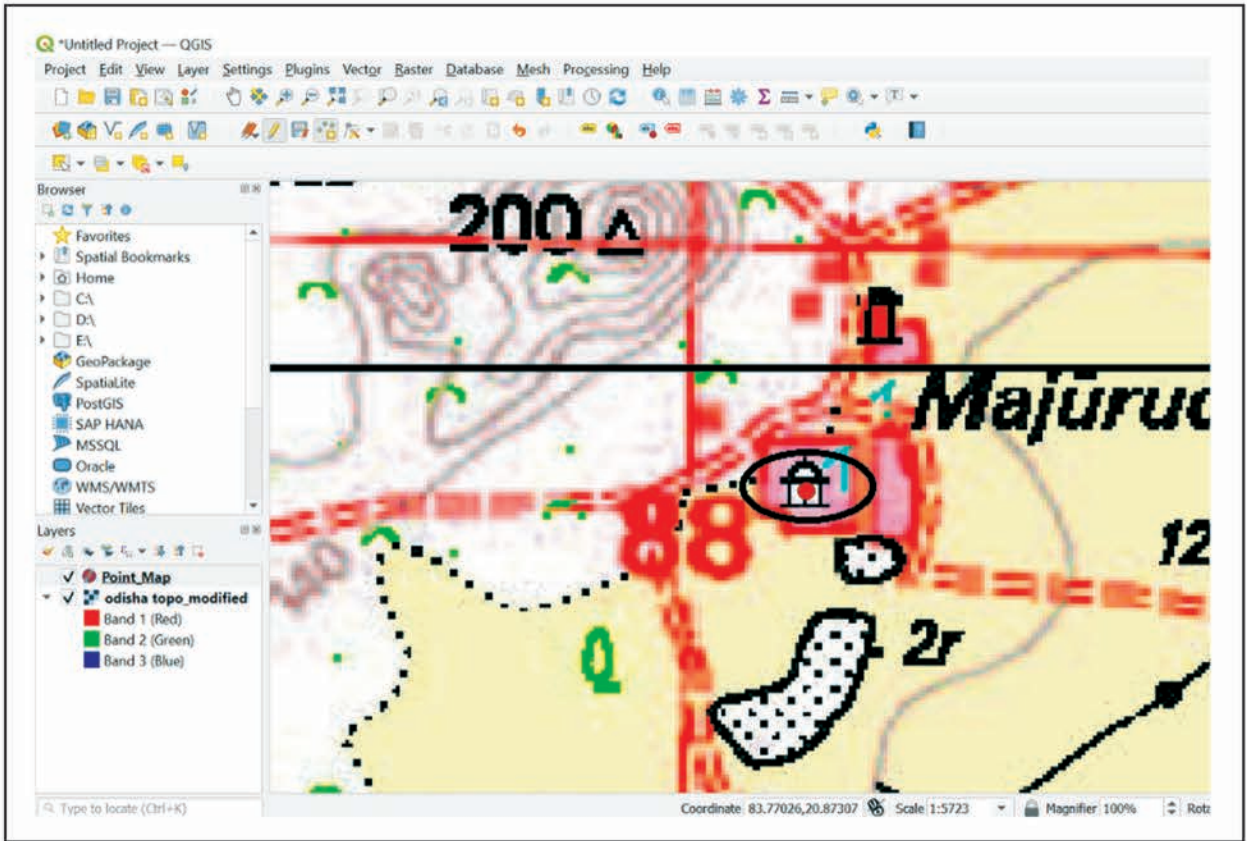 *Untitled Project — QGIS
Project Edit View Layer Settings Plugins Vector Raster Database Mesh Processing Help
Browser
Favorites
Spatial Bookmarks
Home
C:\
D:\
E:\
GeoPackage
SpatiaLite
PostGIS
SAP HANA
MSSQL
Oracle
WMS/WMTS
Vector Tiles
Layers
Point_Map
odisha topo_modified
Band 1 (Red)
Band 2 (Green)
Band 3 (Blue)
200
Majūru
88
12
140
2r
Type to locate (Ctrl+K)
Coordinate 83.77026,20.87307 Scale 1:5723 Magnifier 100%